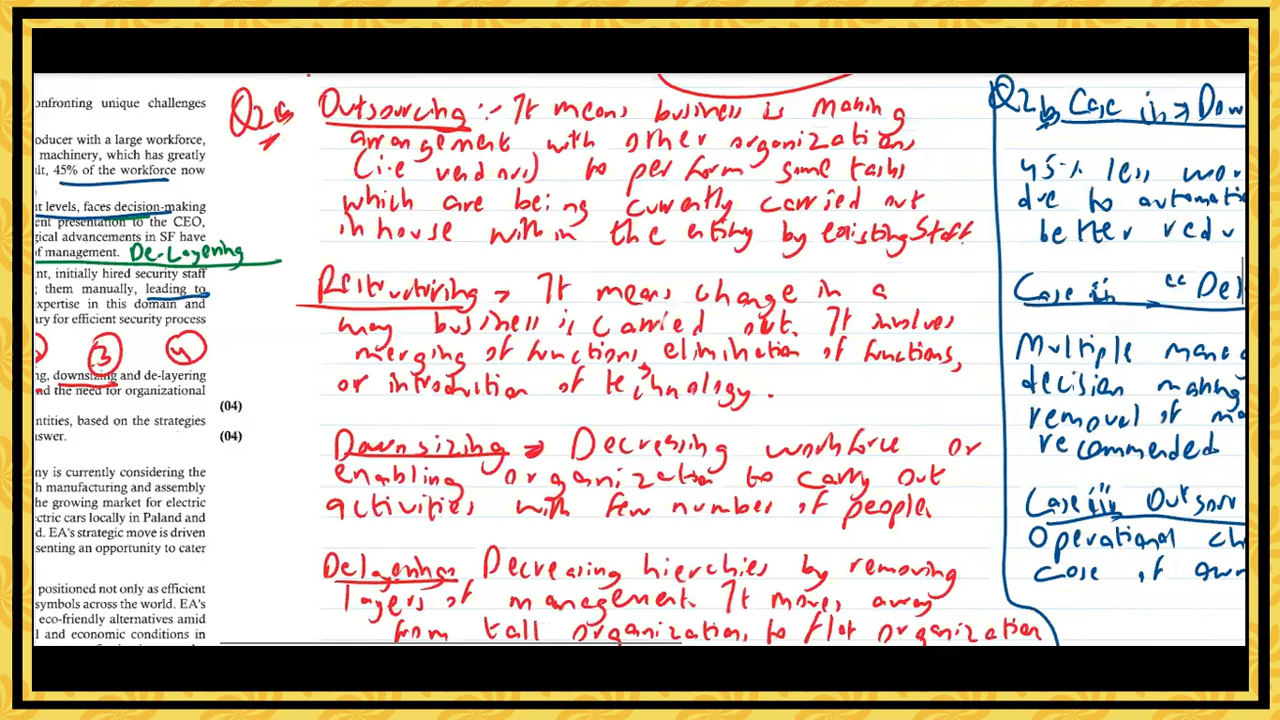 onfronting unique challenges
oducer with a large workforce,
machinery, which has greatly
ult, 45% of the workforce now
nt levels, faces decision-making
ent presentation to the CEO,
gical advancements in SF have
of management. De-Layering
nt, initially hired security staff
them manually, leading to
expertise in this domain and
ary for efficient security process
3 4
ng, downsizing and de-layering
nd the need for organizational
(04)
ntities, based on the strategies
nswer. (04)
ny is currently considering the
h manufacturing and assembly
he growing market for electric
ctric cars locally in Paland and
d. EA's strategic move is driven
senting an opportunity to cater
positioned not only as efficient
symbols across the world. EA's
eco-friendly alternatives amid
l and economic conditions in
Q2a Outsourcing :- It means business is making
arrangement with other organizations
(i.e vendors) to perform some tasks
which are being currently carried out
inhouse within the entity by existing Staff.
Restructuring → It means change in a
way business is carried out. It involves
merging of functions, elimination of functions,
or introduction of technology.
Downsizing → Decreasing workforce or
enabling organization to carry out
activities with few number of people.
Delayering Decreasing hierchies by removing
layers of management. It moves away
from tall organization, to flat organization
Q2b Case i → Dow
45% less wor
due to automati
better redu
Case ii "Del
Multiple mana
decision making
removal of ma
recommended
Case iii Outsour
Operational ch
case of